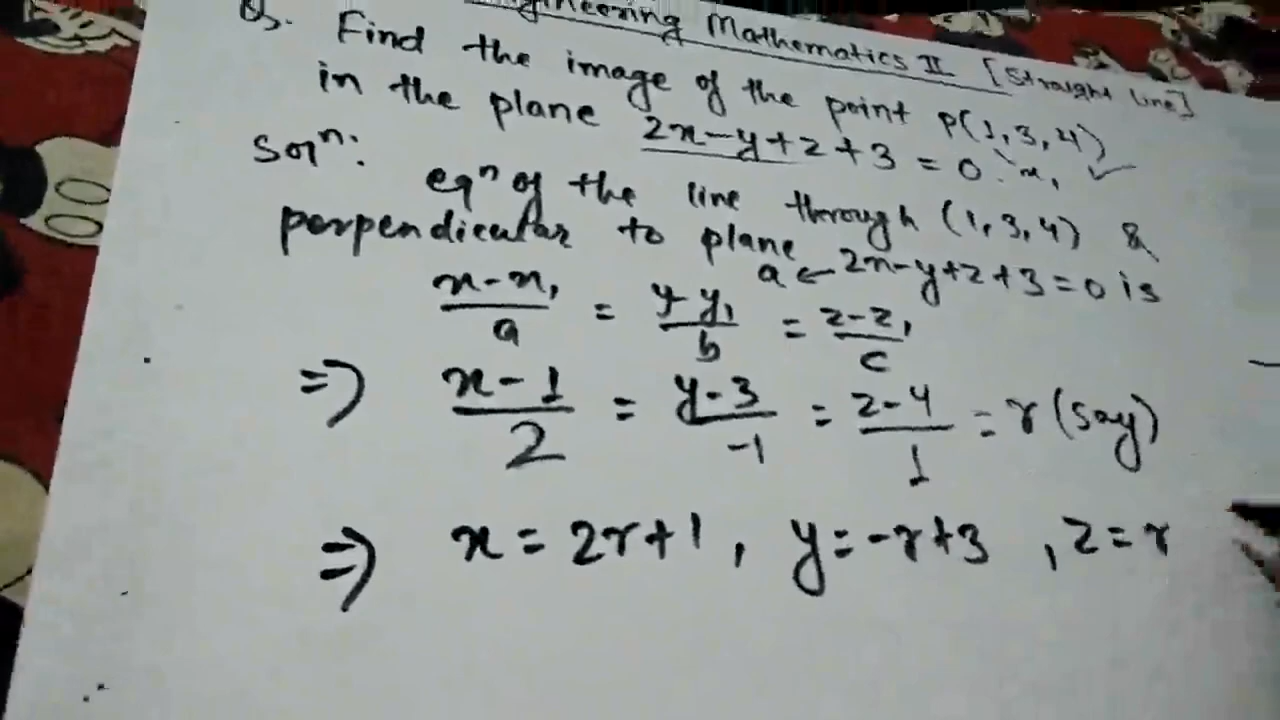 Engineering Mathematics II [Straight line]
Q. Find the image of the point P(1,3,4)
in the plane 2x-y+z+3=0. x₁ ✓
Solⁿ:
eqⁿ of the line through (1,3,4) &
perpendicular to plane a ← 2x-y+z+3=0 is
(x-x₁)/a = (y-y₁)/b = (z-z₁)/c
=> (x-1)/2 = (y-3)/-1 = (z-4)/1 = r (say)
=> x=2r+1, y=-r+3, z=r